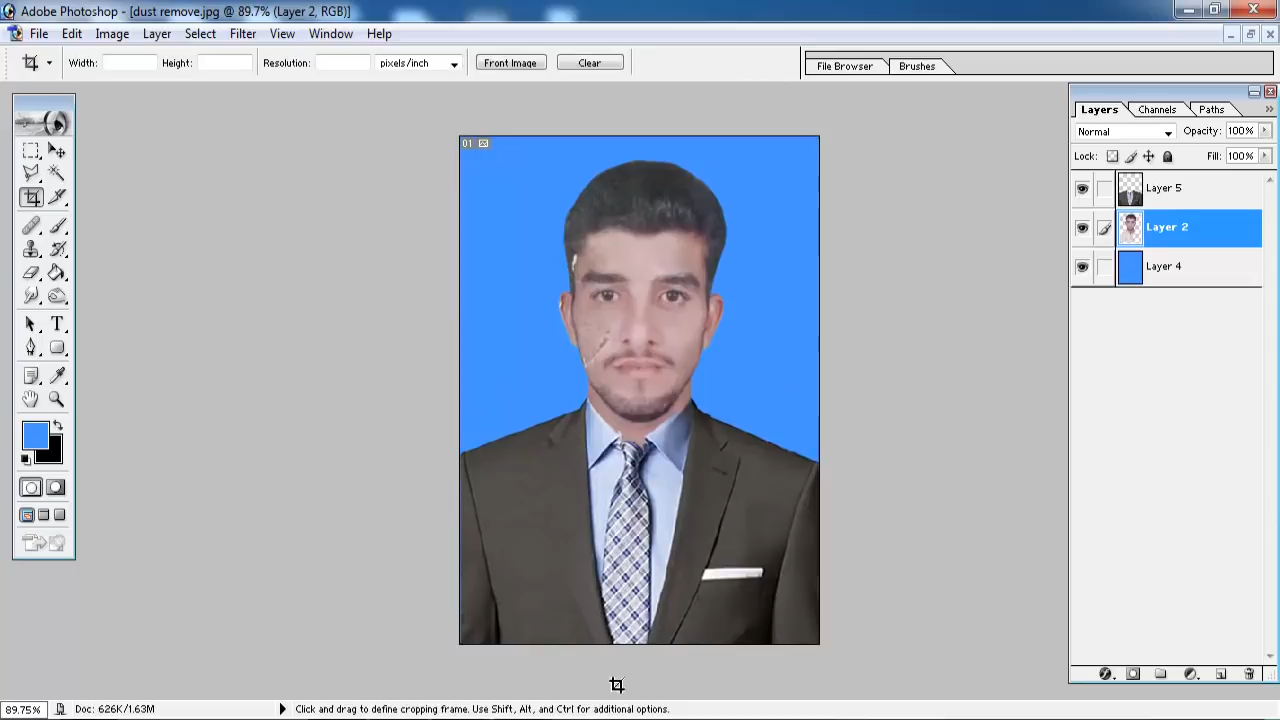 Adobe Photoshop - [dust remove.jpg @ 89.7% (Layer 2, RGB)]
File Edit Image Layer Select Filter View Window Help
Width: Height: Resolution: pixels/inch Front Image Clear File Browser Brushes
Layers Channels Paths
Normal Opacity: 100%
Lock: Fill: 100%
01
Layer 5
Layer 2
Layer 4
T
89.75% Doc: 626K/1.63M Click and drag to define cropping frame. Use Shift, Alt, and Ctrl for additional options.